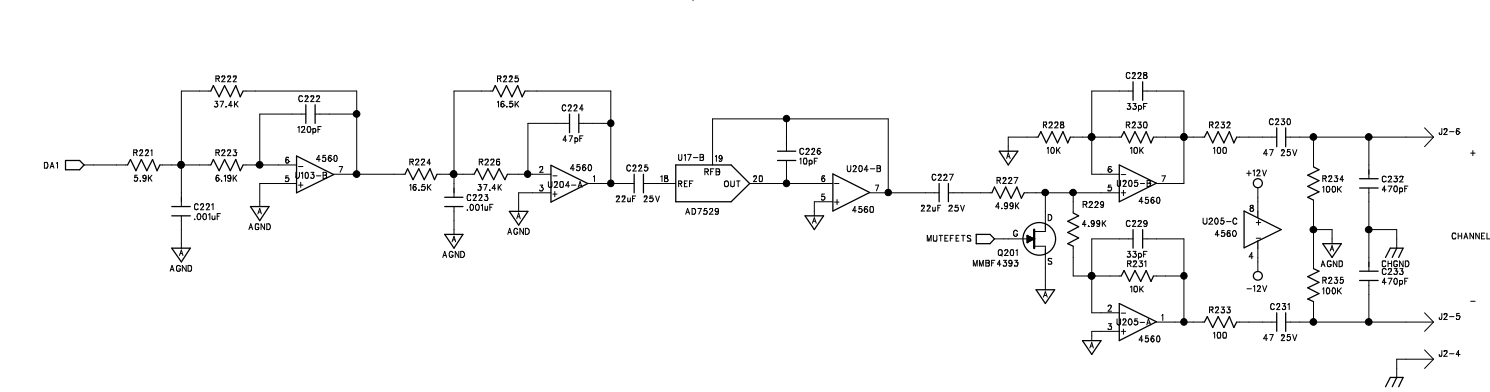 DA1
R221
5.9K
C221
.001uF
A
AGND
R222
37.4K
R223
6.19K
C222
120pF
6
5
7
4560
U103-B
A
AGND
R224
16.5K
C223
.001uF
A
AGND
R225
16.5K
R226
37.4K
C224
47pF
2
3
1
4560
U204-A
A
AGND
C225
22uF 25V
U17-B
18
19
20
REF
RFB
OUT
AD7529
C226
10pF
U204-B
6
5
7
4560
A
C227
22uF 25V
R227
4.99K
MUTEFETS
G
D
S
Q201
MMBF4393
A
R229
4.99K
A
R228
10K
C228
33pF
R230
10K
6
5
7
U205-B
4560
C229
33pF
R231
10K
2
3
1
U205-A
4560
A
R232
100
C230
47 25V
R233
100
C231
47 25V
+12V
8
U205-C
4560
4
-12V
R234
100K
R235
100K
A
AGND
C232
470pF
CHGND
C233
470pF
J2-6
+
CHANNEL
-
J2-5
J2-4